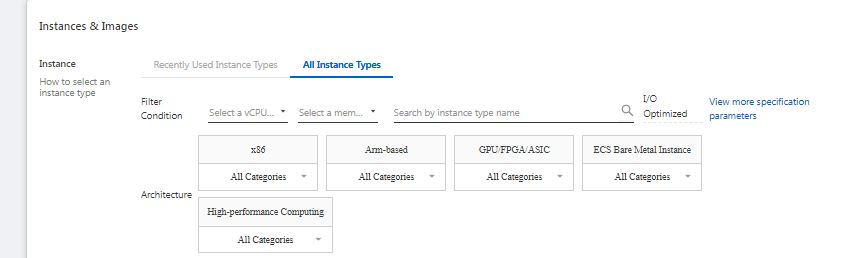 Instances & Images
Instance
How to select an
instance type
Recently Used Instance Types
All Instance Types
Filter
Condition
Select a vCPU...
Select a mem...
Search by instance type name
I/O
Optimized
View more specification
parameters
Architecture
x86
All Categories
Arm-based
All Categories
GPU/FPGA/ASIC
All Categories
ECS Bare Metal Instance
All Categories
High-performance Computing
All Categories